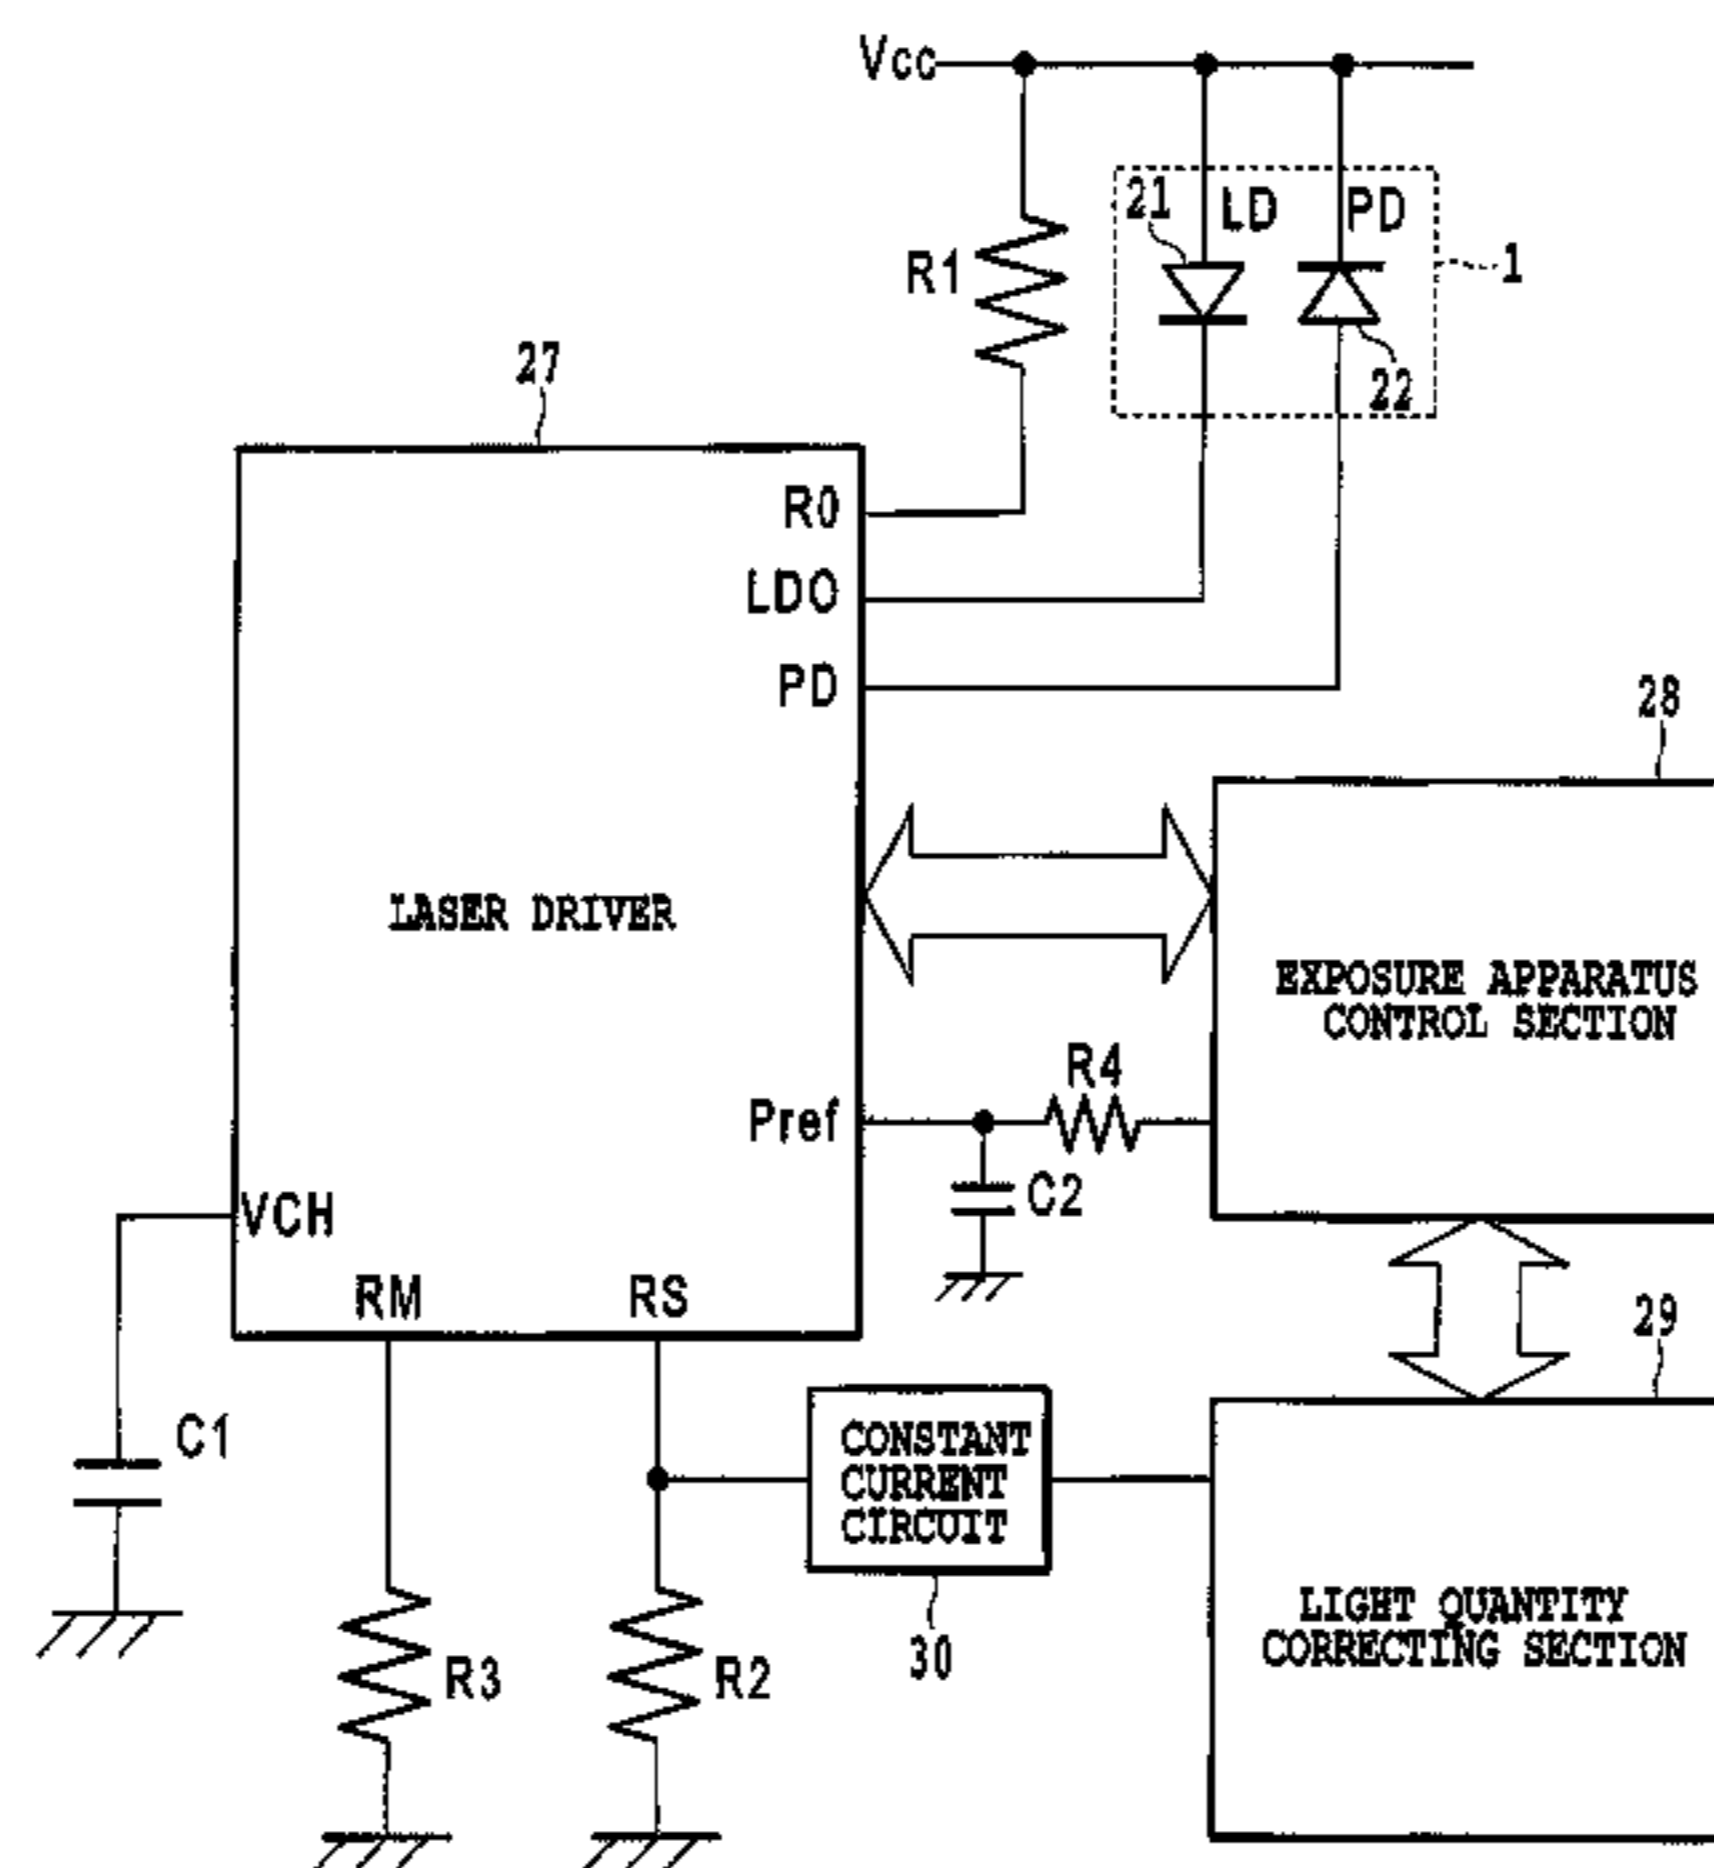 Vcc
21
LD
PD
1
R1
22
27
R0
LDO
PD
28
LASER DRIVER
EXPOSURE APPARATUS
CONTROL SECTION
R4
Pref
C2
VCH
RM
RS
29
C1
CONSTANT
CURRENT
CIRCUIT
LIGHT QUANTITY
CORRECTING SECTION
30
R3
R2